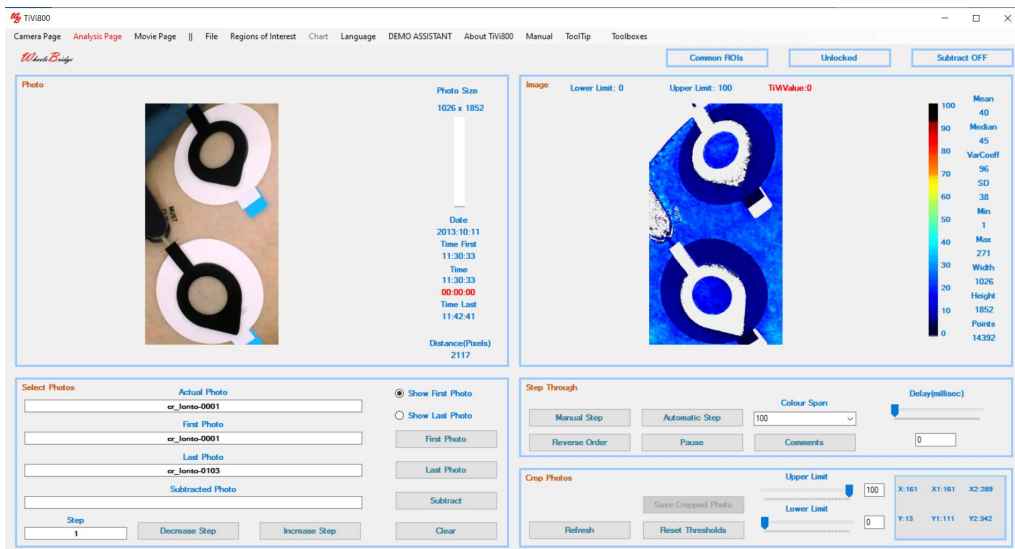 TiVi800
Camera Page Analysis Page Movie Page || File Regions of Interest Chart Language DEMO ASSISTANT About TiVi800 Manual ToolTip Toolboxes
WheelsBridge
Common ROIs Unlocked Subtract OFF
Photo
Photo Size
1026 x 1852
Date
2013:10:11
Time First
11:30:33
Time
11:30:33
00:00:00
Time Last
11:42:41
Distance(Pixels)
2117
MUST
Image Lower Limit: 0 Upper Limit: 100 TiViValue:0
100
90
80
70
60
50
40
30
20
10
0
Mean
40
Median
45
VarCoeff
96
SD
38
Min
1
Max
271
Width
1026
Height
1852
Points
14392
Select Photos
Actual Photo
cr_lonto-0001
First Photo
cr_lonto-0001
Last Photo
cr_lonto-0103
Subtracted Photo
Step
1
Decrease Step Increase Step
Show First Photo
Show Last Photo
First Photo
Last Photo
Subtract
Clear
Step Through
Manual Step Automatic Step
Colour Span
100
Delay(millisec)
0
Reverse Order Pause Comments
Crop Photos
Save Cropped Photo
Refresh Reset Thresholds
Upper Limit
100
Lower Limit
0
X:161 X1:161 X2:289
Y:13 Y1:111 Y2:342